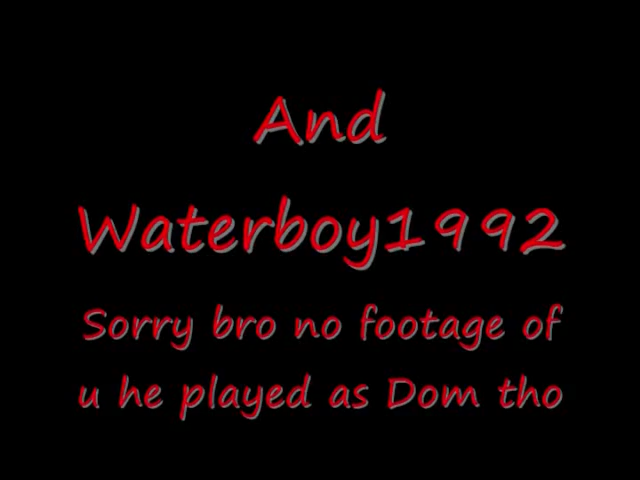 And
Waterboy1992
Sorry bro no footage of
u he played as Dom tho